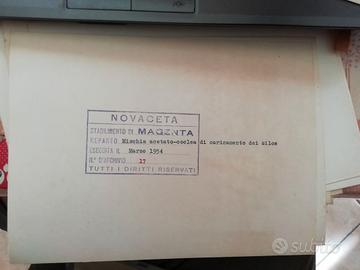 NOVACETA
STABILIMENTO DI MAGENTA
REPARTO Mischia acetato-coclea di caricamento dei silos
ESEGUITA IL Marzo 1954
N.° D'ARCHIVIO 17
TUTTI I DIRITTI RISERVATI
subito